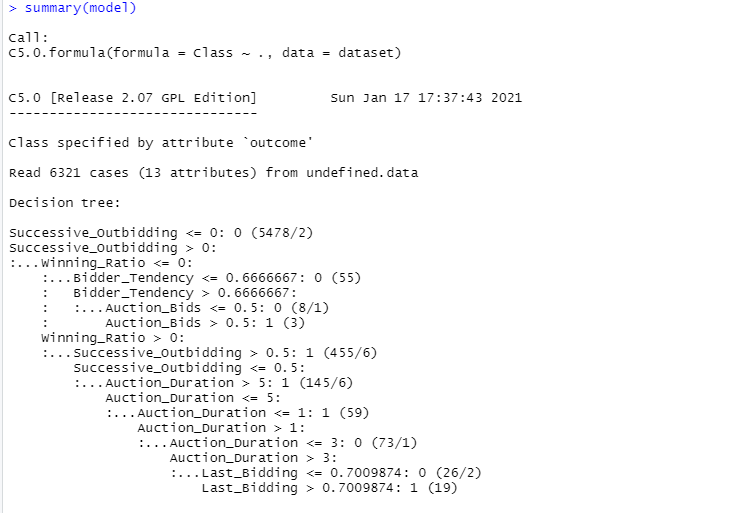 > summary(model)
Call:
C5.0.formula(formula = Class ~ ., data = dataset)
C5.0 [Release 2.07 GPL Edition]         Sun Jan 17 17:37:43 2021
-------------------------------
Class specified by attribute `outcome'
Read 6321 cases (13 attributes) from undefined.data
Decision tree:
Successive_Outbidding <= 0: 0 (5478/2)
Successive_Outbidding > 0:
:...Winning_Ratio <= 0:
    :...Bidder_Tendency <= 0.6666667: 0 (55)
    :   Bidder_Tendency > 0.6666667:
    :   :...Auction_Bids <= 0.5: 0 (8/1)
    :       Auction_Bids > 0.5: 1 (3)
    Winning_Ratio > 0:
    :...Successive_Outbidding > 0.5: 1 (455/6)
        Successive_Outbidding <= 0.5:
        :...Auction_Duration > 5: 1 (145/6)
            Auction_Duration <= 5:
            :...Auction_Duration <= 1: 1 (59)
                Auction_Duration > 1:
                :...Auction_Duration <= 3: 0 (73/1)
                    Auction_Duration > 3:
                    :...Last_Bidding <= 0.7009874: 0 (26/2)
                        Last_Bidding > 0.7009874: 1 (19)